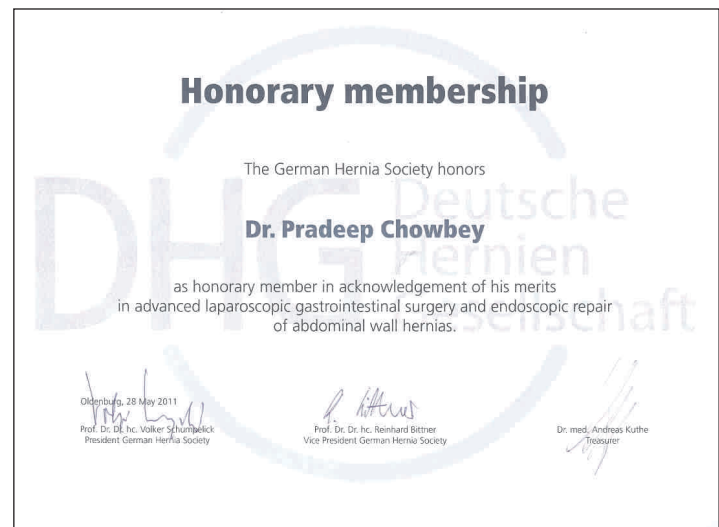 Honorary membership
The German Hernia Society honors
DHG Deutsche
Hernien
Gesellschaft
Dr. Pradeep Chowbey
as honorary member in acknowledgement of his merits
in advanced laparoscopic gastrointestinal surgery and endoscopic repair
of abdominal wall hernias.
Oldenburg, 28 May 2011
Prof. Dr. Dr. hc. Volker Schumpelick
President German Hernia Society
Prof. Dr. Dr. hc. Reinhard Bittner
Vice President German Hernia Society
Dr. med. Andreas Kuthe
Treasurer